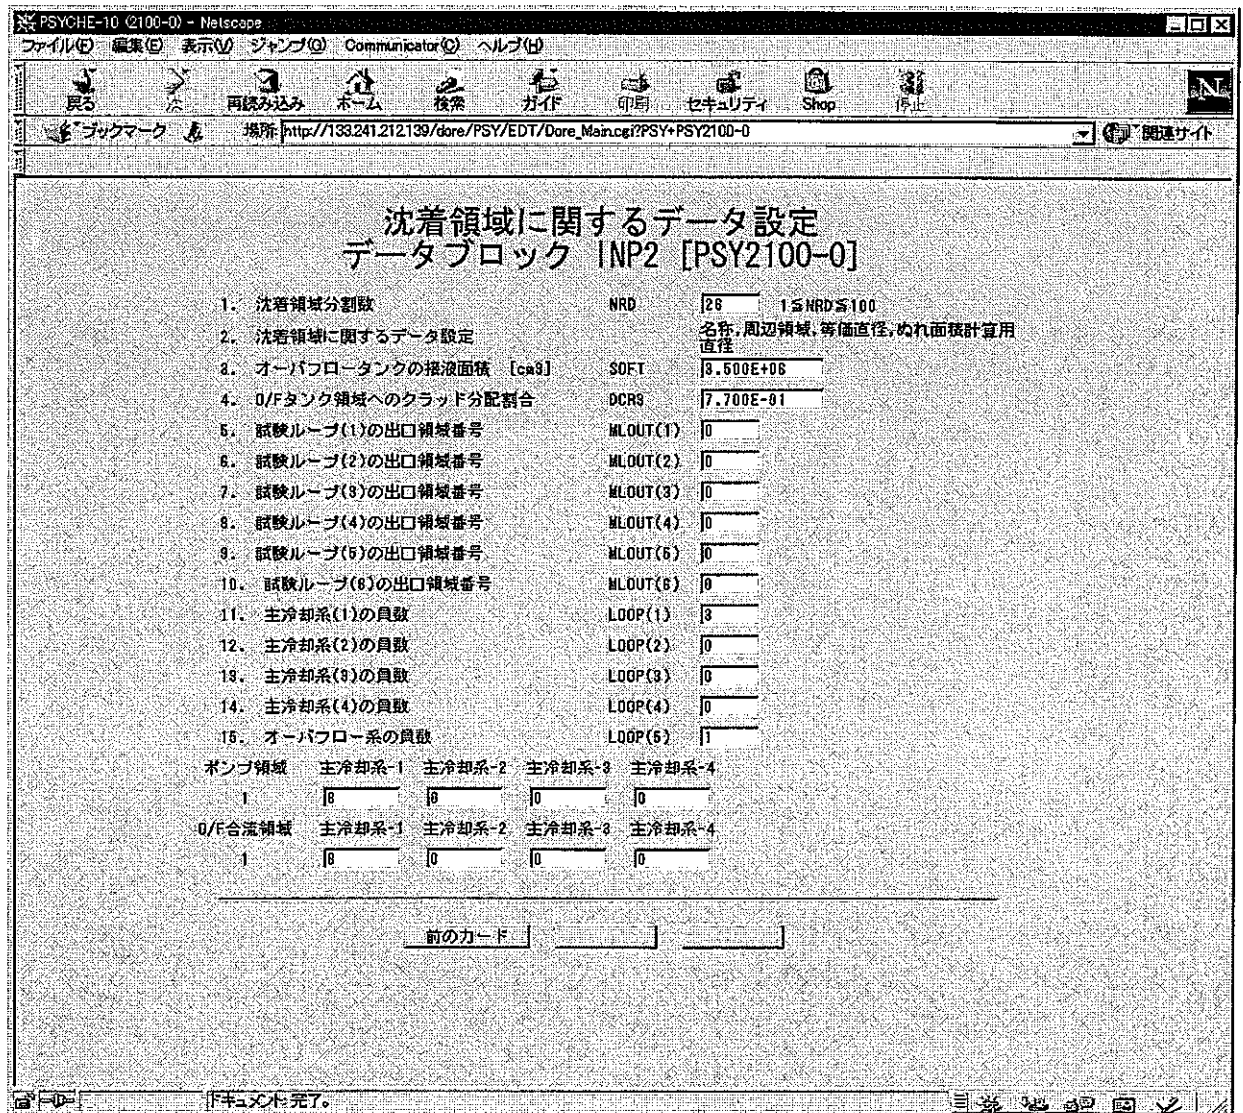 PSYCHE-10 (2100-0) - Netscape
ファイル(F) 編集(E) 表示(V) ジャンプ(G) Communicator(C) ヘルプ(H)
戻る 次 再読み込み ホーム 検索 ガイド 印刷 セキュリティ Shop 停止
N
ブックマーク 場所: http://133.241.212.139/dore/PSY/EDT/Dore_Main.cgi?PSY+PSY2100-0 関連サイト
沈着領域に関するデータ設定
データブロック INP2 [PSY2100-0]
1. 沈着領域分割数 NRD 26 1≦NRD≦100
2. 沈着領域に関するデータ設定 名称,周辺領域,等価直径,ぬれ面積計算用
直径
3. オーバフロータンクの接液面積 [cm3] SOFT 3.500E+06
4. O/Fタンク領域へのクラッド分配割合 DCRS 7.700E-01
5. 試験ループ(1)の出口領域番号 MLOUT(1) 0
6. 試験ループ(2)の出口領域番号 MLOUT(2) 0
7. 試験ループ(3)の出口領域番号 MLOUT(3) 0
8. 試験ループ(4)の出口領域番号 MLOUT(4) 0
9. 試験ループ(5)の出口領域番号 MLOUT(5) 0
10. 試験ループ(6)の出口領域番号 MLOUT(6) 0
11. 主冷却系(1)の員数 LOOP(1) 3
12. 主冷却系(2)の員数 LOOP(2) 0
13. 主冷却系(3)の員数 LOOP(3) 0
14. 主冷却系(4)の員数 LOOP(4) 0
15. オーバフロー系の員数 LOOP(5) 1
ポンプ領域 主冷却系-1 主冷却系-2 主冷却系-3 主冷却系-4
1 6 6 0 0
O/F合流領域 主冷却系-1 主冷却系-2 主冷却系-3 主冷却系-4
1 8 0 0 0
前のカード
ドキュメント: 完了。